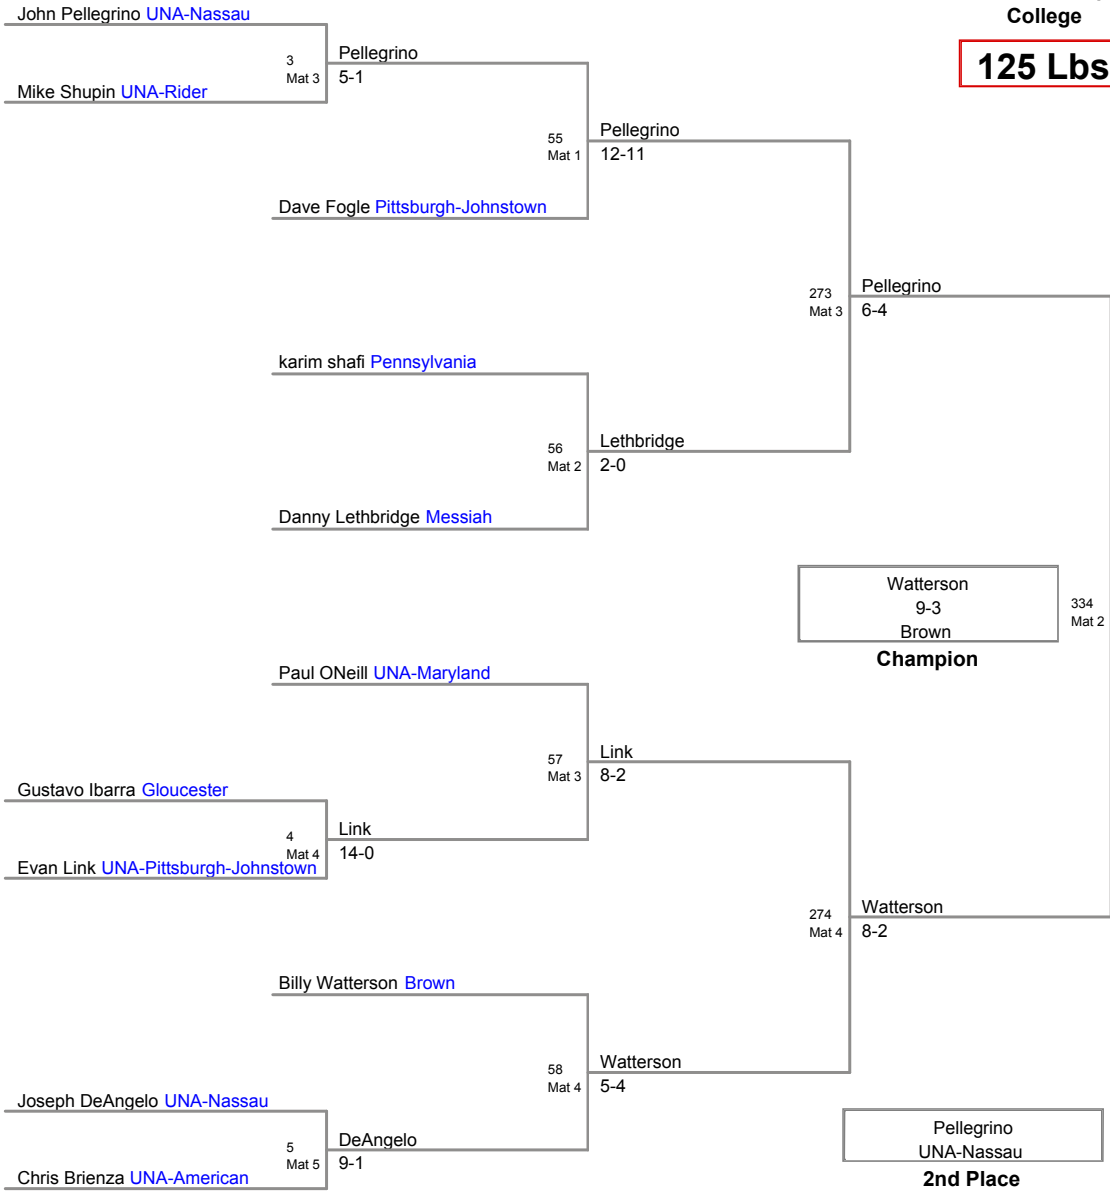 College
125 Lbs
John Pellegrino UNA-Nassau
3
Mat 3
Pellegrino
5-1
Mike Shupin UNA-Rider
55
Mat 1
Pellegrino
12-11
Dave Fogle Pittsburgh-Johnstown
273
Mat 3
Pellegrino
6-4
karim shafi Pennsylvania
56
Mat 2
Lethbridge
2-0
Danny Lethbridge Messiah
Watterson
9-3
Brown
Champion
334
Mat 2
Paul ONeill UNA-Maryland
57
Mat 3
Link
8-2
Gustavo Ibarra Gloucester
4
Mat 4
Link
14-0
Evan Link UNA-Pittsburgh-Johnstown
274
Mat 4
Watterson
8-2
Billy Watterson Brown
58
Mat 4
Watterson
5-4
Joseph DeAngelo UNA-Nassau
5
Mat 5
DeAngelo
9-1
Chris Brienza UNA-American
Pellegrino
UNA-Nassau
2nd Place